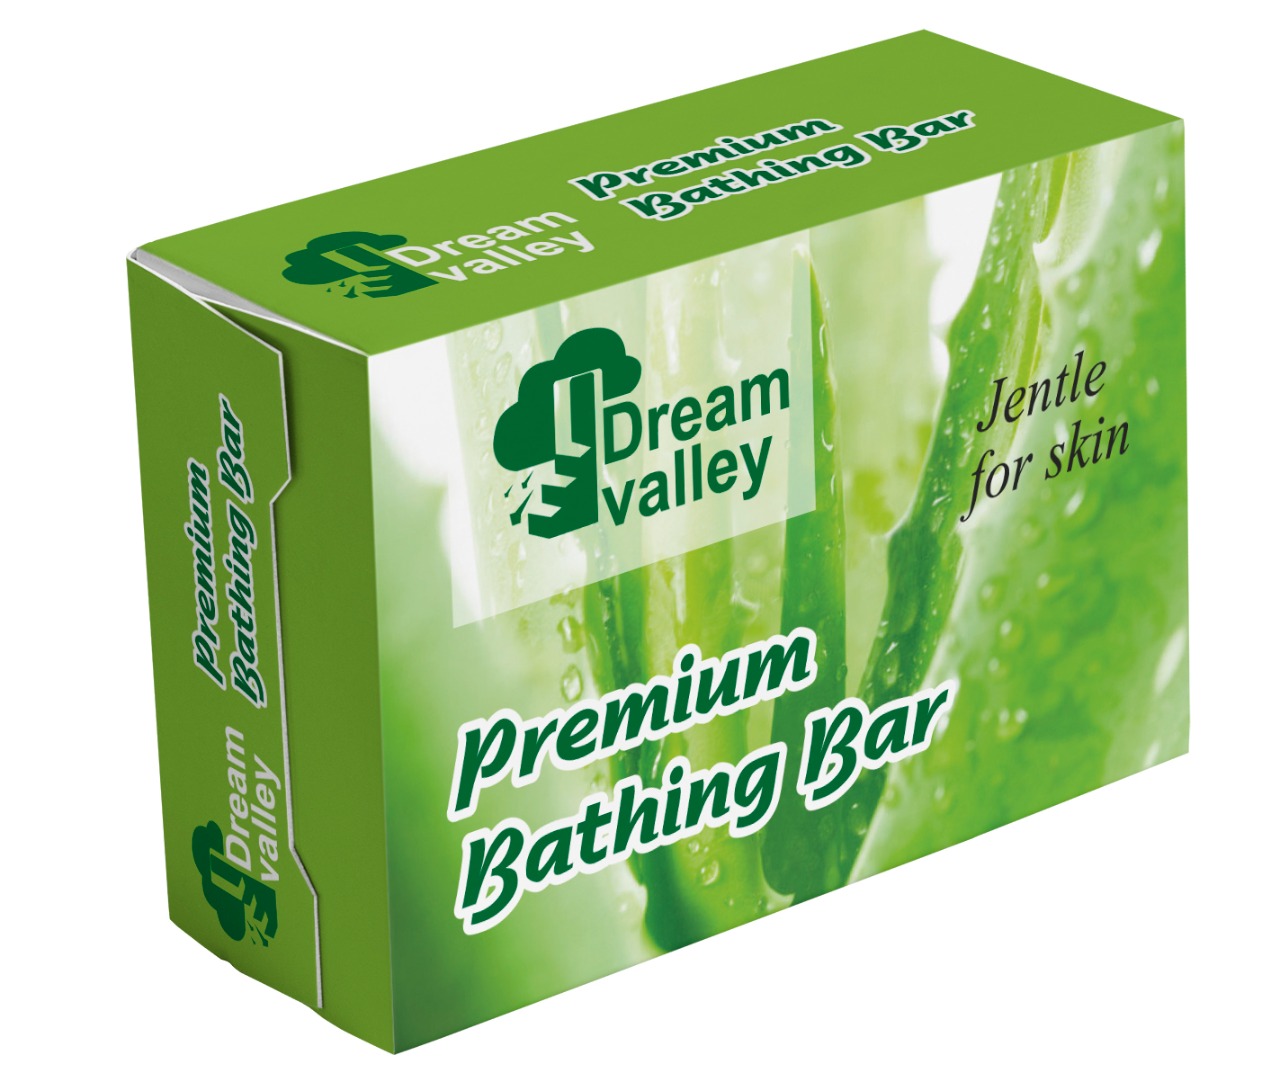 Premium
Bathing Bar
Dream
valley
Dream
valley
Jentle
for skin
Premium
Bathing Bar
Premium
Bathing Bar
Dream
valley